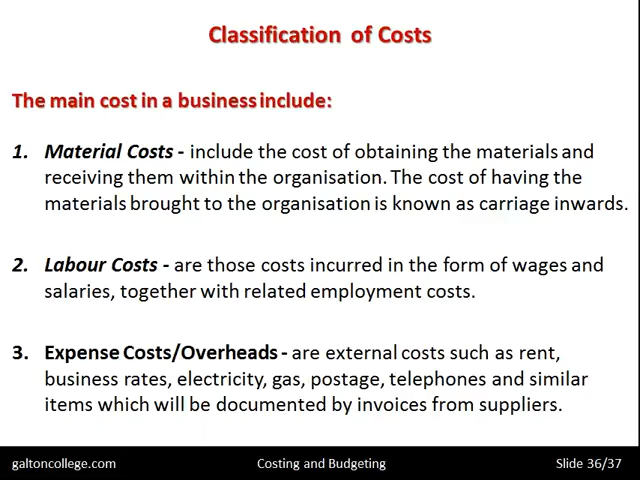 Classification of Costs
The main cost in a business include:
1. Material Costs - include the cost of obtaining the materials and
receiving them within the organisation. The cost of having the
materials brought to the organisation is known as carriage inwards.
2. Labour Costs - are those costs incurred in the form of wages and
salaries, together with related employment costs.
3. Expense Costs/Overheads - are external costs such as rent,
business rates, electricity, gas, postage, telephones and similar
items which will be documented by invoices from suppliers.
galtoncollege.com Costing and Budgeting Slide 36/37